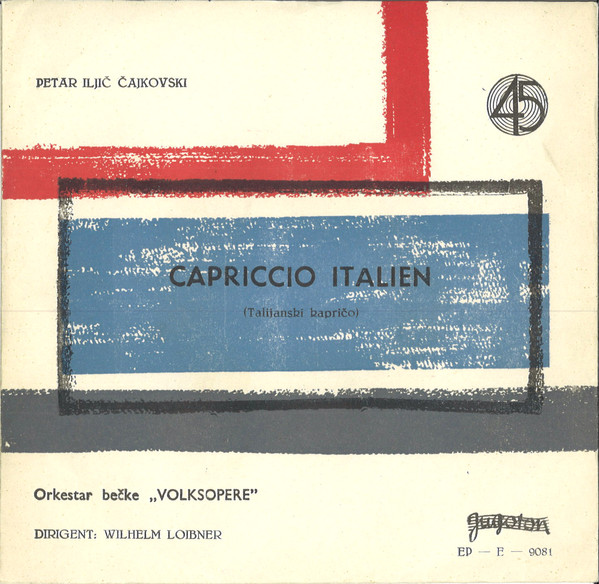 PETAR ILJIČ ČAJKOVSKI
45
CAPRICCIO ITALIEN
(Talijanski kapričo)
Orkestar bečke „VOLKSOPERE”
DIRIGENT: WILHELM LOIBNER
jugoton
EP — E — 9081